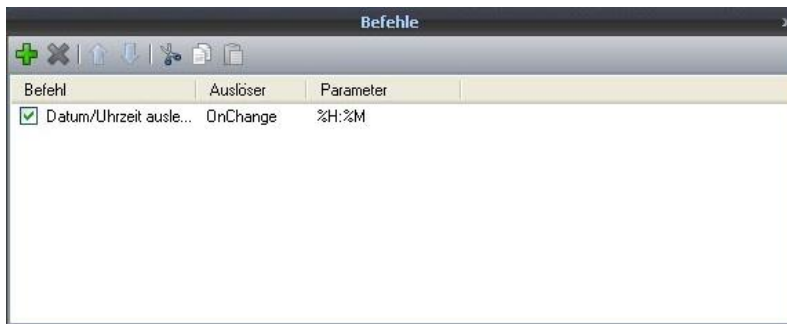 Befehle
Befehl Auslöser Parameter
Datum/Uhrzeit ausle... OnChange %H:%M